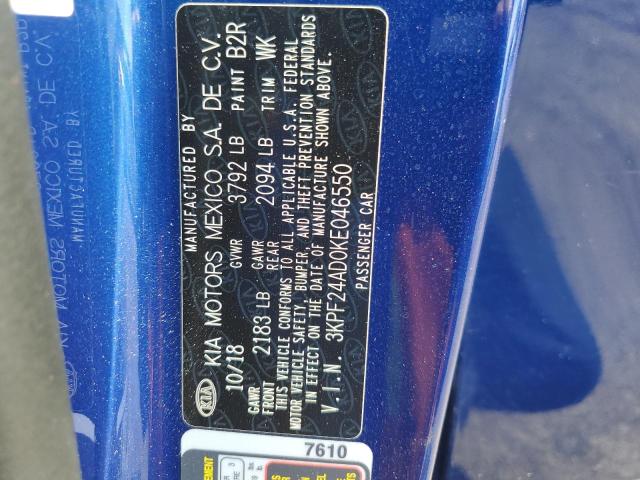 MANUFACTURED BY
KIA KIA MOTORS MEXICO S.A. DE C.V.
10/18 GVWR 3792 LB PAINT B2R
GAWR FRONT 2183 LB GAWR REAR 2094 LB TRIM WK
THIS VEHICLE CONFORMS TO ALL APPLICABLE U.S.A. FEDERAL
MOTOR VEHICLE SAFETY, BUMPER, AND THEFT PREVENTION STANDARDS
IN EFFECT ON THE DATE OF MANUFACTURE SHOWN ABOVE.
V.I.N. 3KPF24AD0KE046550
PASSENGER CAR
7610